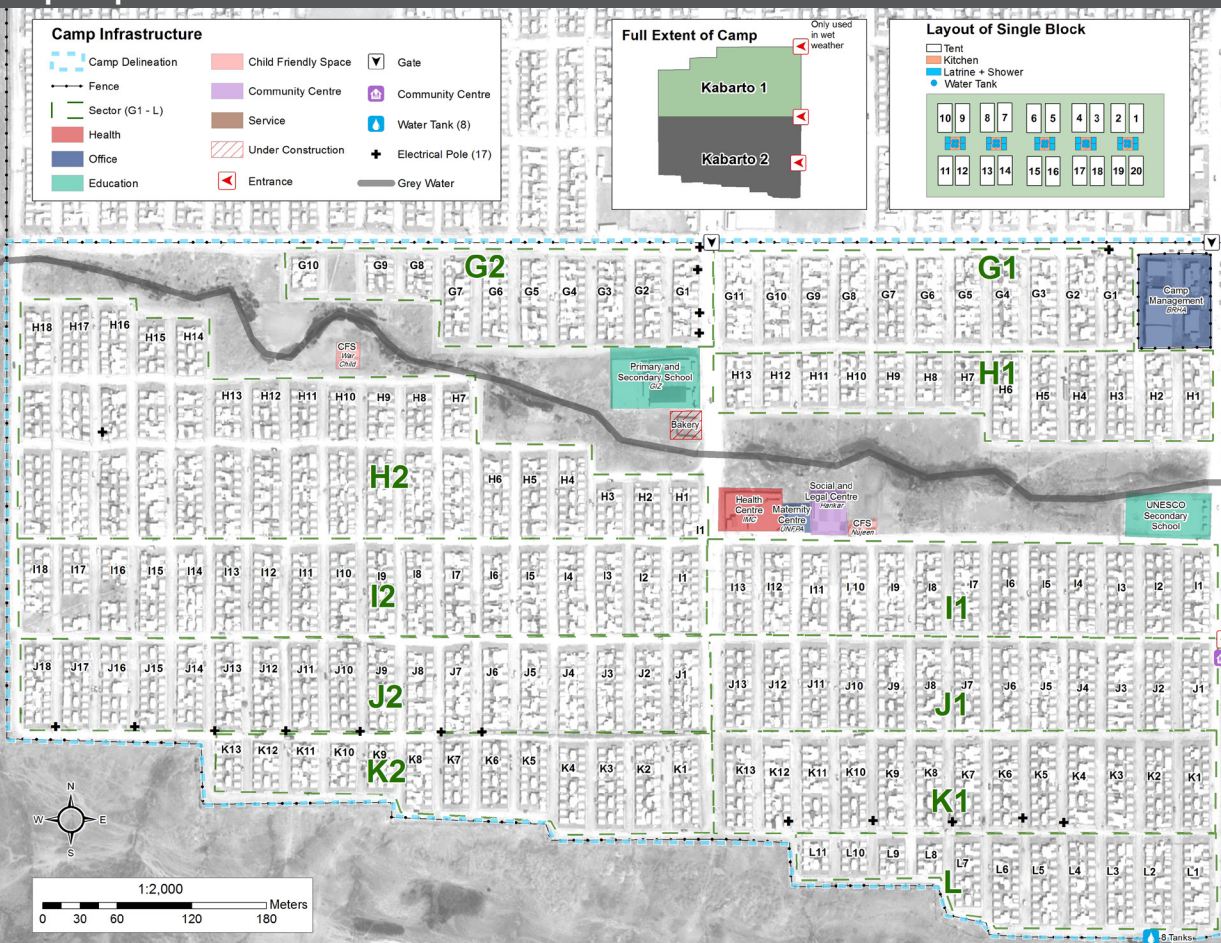 Camp Infrastructure
Camp Delineation
Fence
Sector (G1 - L)
Health
Office
Education
Child Friendly Space
Community Centre
Service
Under Construction
Entrance
Gate
Community Centre
Water Tank (8)
Electrical Pole (17)
Grey Water
Full Extent of Camp
Only used
in wet
weather
Kabarto 1
Kabarto 2
Layout of Single Block
Tent
Kitchen
Latrine + Shower
Water Tank
10 9 8 7 6 5 4 3 2 1
11 12 13 14 15 16 17 18 19 20
G2
G10 G9 G8
G7 G6 G5 G4 G3 G2 G1
G1
G11 G10 G9 G8 G7 G6 G5 G4 G3 G2 G1
Camp
Management
BRHA
H18 H17 H16 H15 H14
CFS
War
Child
Primary and
Secondary School
GIZ
Bakery
H1
H13 H12 H11 H10 H9 H8 H7 H6 H5 H4 H3 H2 H1
H13 H12 H11 H10 H9 H8 H7
H2
H6 H5 H4 H3 H2 H1
I1
Health
Centre
IMC
Maternity
Centre
UNFPA
Social and
Legal Centre
Harikar
CFS
Nujeen
UNESCO
Secondary
School
I18 I17 I16 I15 I14 I13 I12 I11 I10 I9 I8 I7 I6 I5 I4 I3 I2 I1
I2
I13 I12 I11 I10 I9 I8 I7 I6 I5 I4 I3 I2 I1
I1
J18 J17 J16 J15 J14 J13 J12 J11 J10 J9 J8 J7 J6 J5 J4 J3 J2 J1
J2
J13 J12 J11 J10 J9 J8 J7 J6 J5 J4 J3 J2 J1
J1
K13 K12 K11 K10 K9 K8 K7 K6 K5 K4 K3 K2 K1
K2
K13 K12 K11 K10 K9 K8 K7 K6 K5 K4 K3 K2 K1
K1
L11 L10 L9 L8 L7 L6 L5 L4 L3 L2 L1
L
8 Tanks
N
W E
S
1:2,000
Meters
0 30 60 120 180